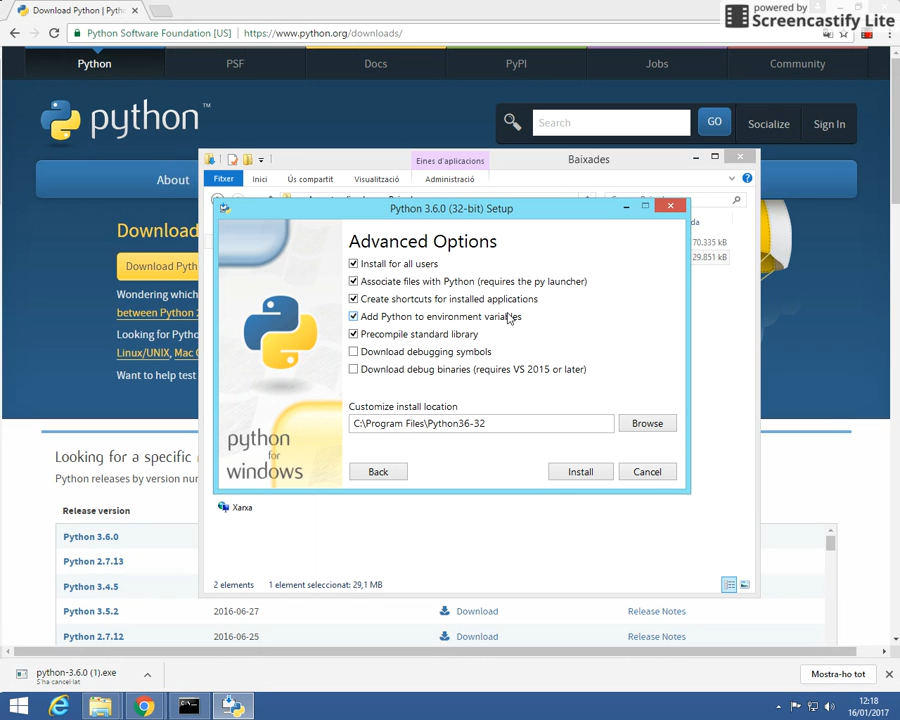 Download Python | Pyth
powered by
Screencastify Lite
Python Software Foundation [US] | https://www.python.org/downloads/
Python
PSF
Docs
PyPI
Jobs
Community
python™
Search
GO
Socialize
Sign In
About
Eines d'aplicacions
Baixades
Fitxer
Inici
Ús compartit
Visualització
Administració
Python 3.6.0 (32-bit) Setup
da
70.335 kB
29.851 kB
Download
Download Pyth
Wondering which
between Python
Looking for Pytho
Linux/UNIX, Mac
Want to help test
Advanced Options
Install for all users
Associate files with Python (requires the py launcher)
Create shortcuts for installed applications
Add Python to environment variables
Precompile standard library
Download debugging symbols
Download debug binaries (requires VS 2015 or later)
Customize install location
C:\Program Files\Python36-32
Browse
python
for
windows
Back
Install
Cancel
Looking for a specific
Python releases by version nu
Xarxa
Release version
Python 3.6.0
Python 2.7.13
Python 3.4.5
2 elements
1 element seleccionat: 29,1 MB
Python 3.5.2
2016-06-27
Download
Release Notes
Python 2.7.12
2016-06-25
Download
Release Notes
python-3.6.0 (1).exe
S'ha cancel·lat
Mostra-ho tot
12:18
16/01/2017